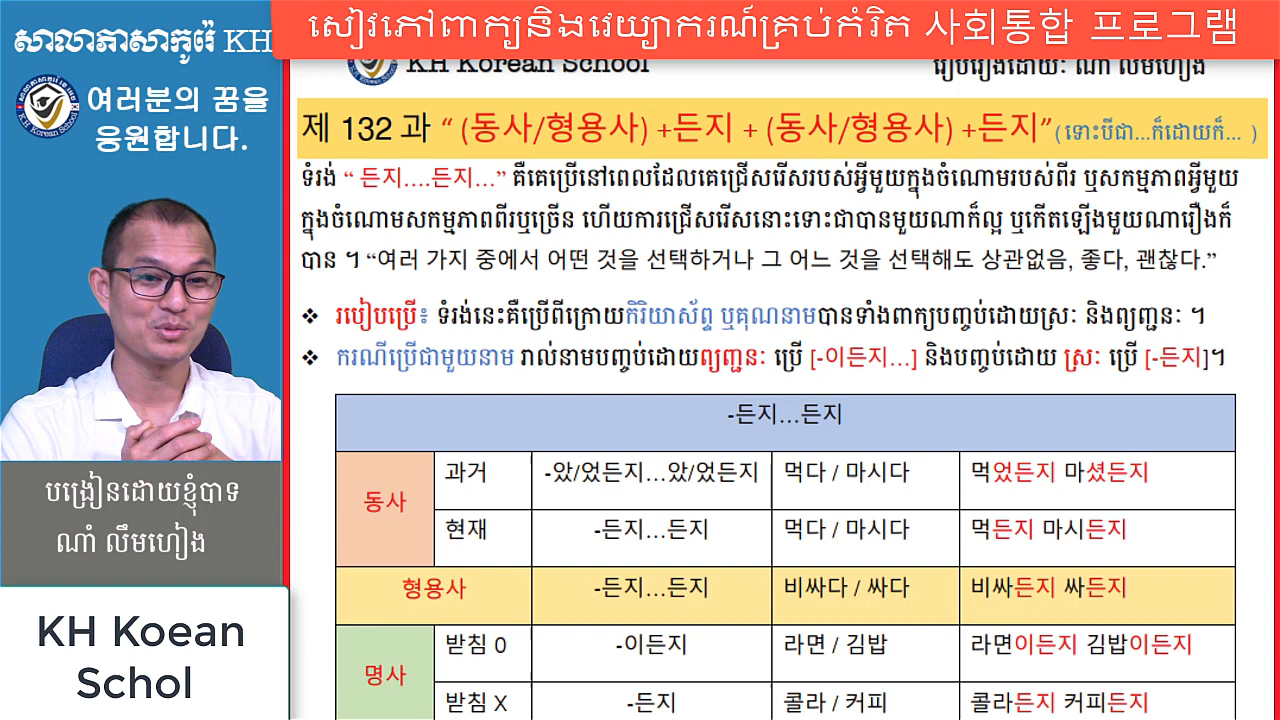 សៀវភៅពាក្យនិងវេយ្យាករណ៍គ្រប់កំរិត 사회통합 프로그램
សាលាភាសាកូរ៉េ KH
여러분의 꿈을
응원합니다.
KH Korean School
រៀបរៀងដោយ: ណាំ លឹមហៀង
제 132 과 “ (동사/형용사) +든지 + (동사/형용사) +든지” ( ទោះបីជា...ក៏ដោយក៏... )
ទំរង់ “ 든지....든지...” គឺគេប្រើនៅពេលដែលគេជ្រើសរើសរបស់អ្វីមួយក្នុងចំណោមរបស់ពីរ ឬសកម្មភាពអ្វីមួយ
ក្នុងចំណោមសកម្មភាពពីរឬច្រើន ហើយការជ្រើសរើសនោះទោះជាបានមួយណាក៏ល្អ ឬកើតឡើងមួយណារឿងក៏
បាន ។ “여러 가지 중에서 어떤 것을 선택하거나 그 어느 것을 선택해도 상관없음, 좋다, 괜찮다.”
❖ របៀបប្រើ៖ ទំរង់នេះគឺប្រើពីក្រោយកិរិយាស័ព្ទ ឬគុណនាមបានទាំងពាក្យបញ្ចប់ដោយស្រៈ និងព្យញ្ជនៈ ។
❖ ករណីប្រើជាមួយនាម រាល់នាមបញ្ចប់ដោយព្យញ្ជនៈ ប្រើ [-이든지...] និងបញ្ចប់ដោយ ស្រៈ ប្រើ [-든지]។
-든지...든지
동사 과거 -았/었든지...았/었든지 먹다 / 마시다 먹었든지 마셨든지
현재 -든지...든지 먹다 / 마시다 먹든지 마시든지
형용사 -든지...든지 비싸다 / 싸다 비싸든지 싸든지
명사 받침 0 -이든지 라면 / 김밥 라면이든지 김밥이든지
받침 X -든지 콜라 / 커피 콜라든지 커피든지
បង្រៀនដោយខ្ញុំបាទ
ណាំ លឹមហៀង
KH Koean
Schol